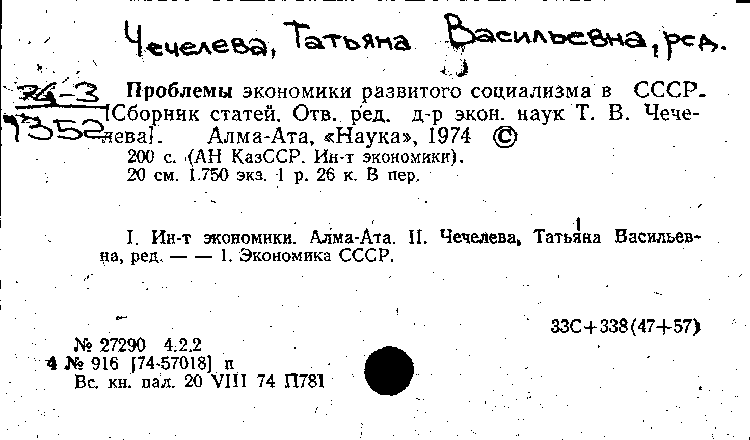 Чечелева, Татьяна Васильевна, ред.
74-3
7352
Проблемы экономики развитого социализма в СССР.
[Сборник статей. Отв. ред. д-р экон. наук Т. В. Чече-
лева].   Алма-Ата, «Наука», 1974 ©
200 с. (АН КазССР. Ин-т экономики).
20 см. 1.750 экз. 1 р. 26 к. В пер.
I. Ин-т экономики. Алма-Ата. II. Чечелева, Татьяна Васильев-
на, ред. — — 1. Экономика СССР.
33С+338(47+57)
№ 27290 4.2.2
4 № 916 [74-57018] п
Вс. кн. пал. 20 VIII 74 П781